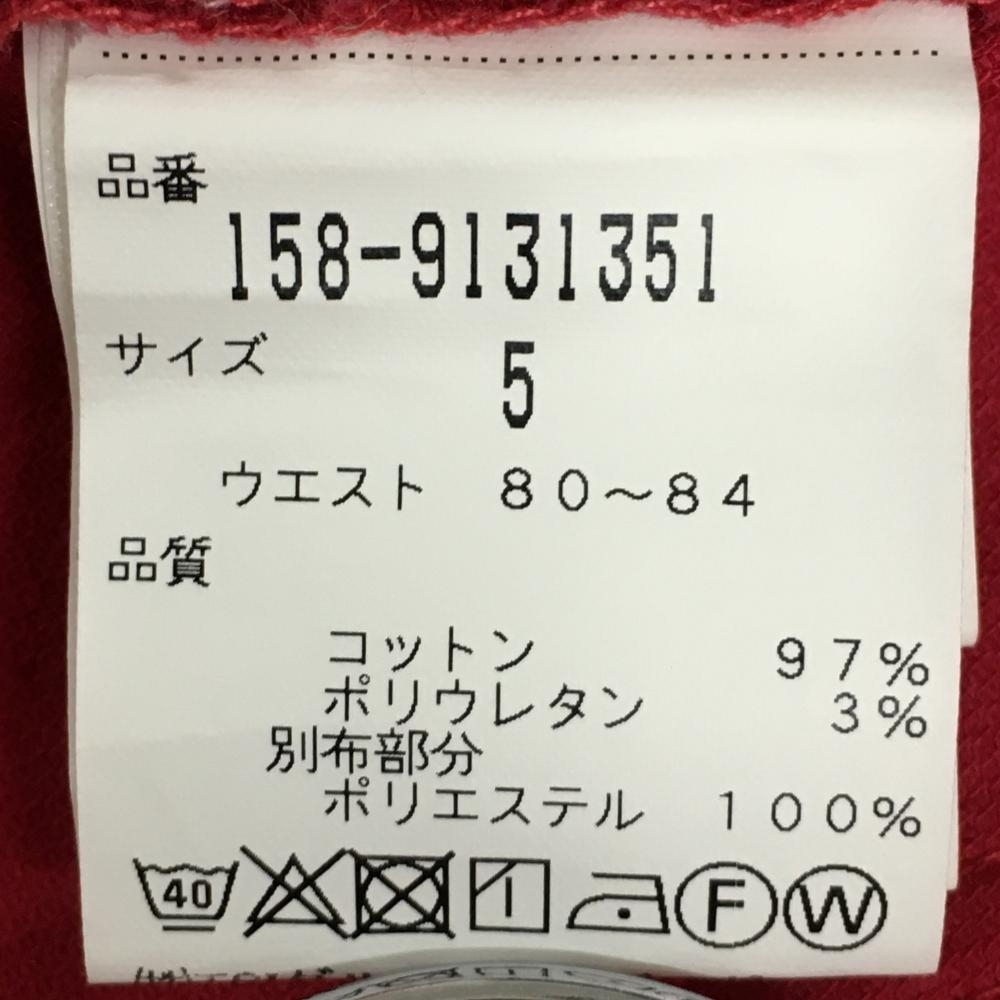 品番
158-9131351
サイズ
5
ウエスト 80～84
品質
コットン 97%
ポリウレタン 3%
別布部分
ポリエステル 100%
40 F W